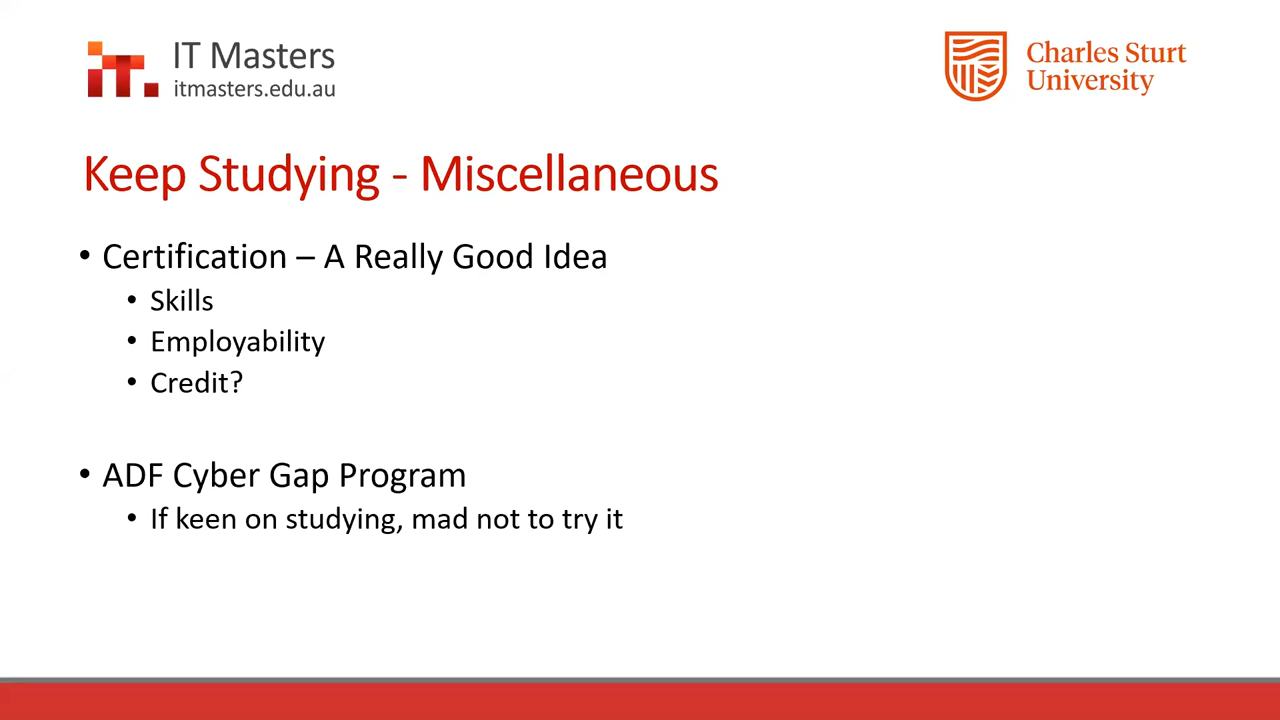 IT Masters
itmasters.edu.au
Charles Sturt
University
Keep Studying - Miscellaneous
• Certification – A Really Good Idea
• Skills
• Employability
• Credit?
• ADF Cyber Gap Program
• If keen on studying, mad not to try it